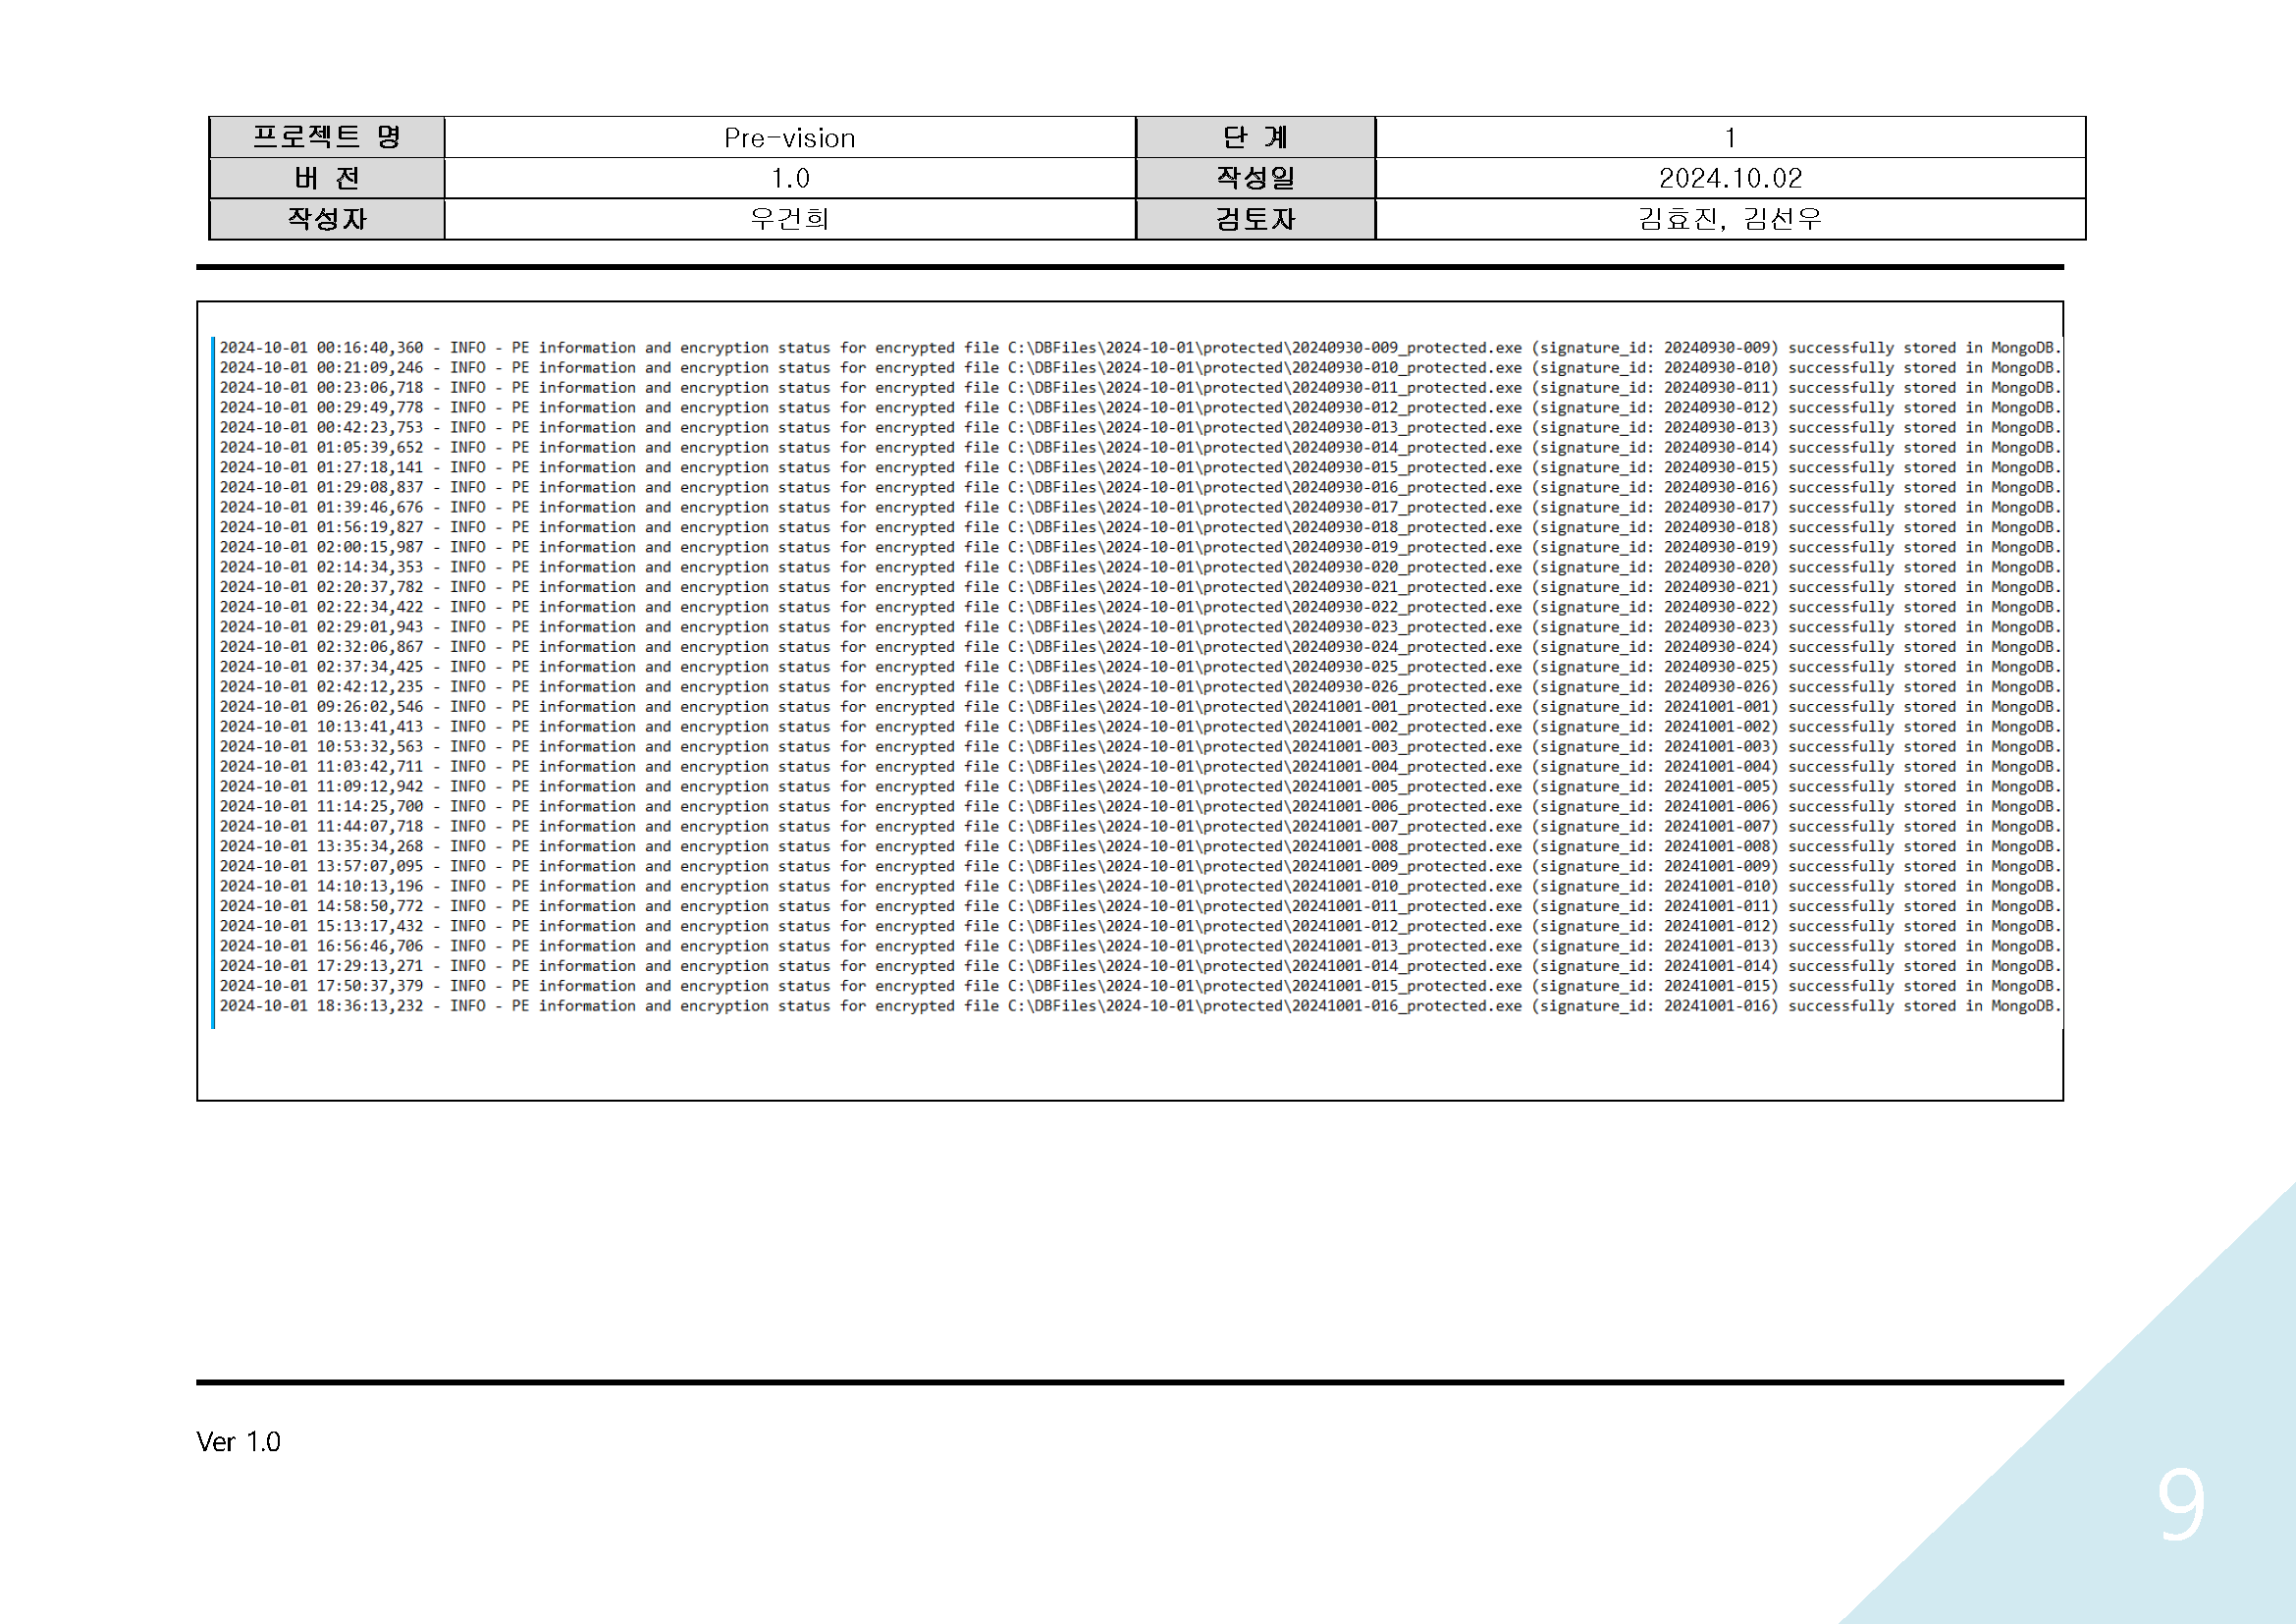 프로젝트 명 Pre-vision 단 계 1
버 전 1.0 작성일 2024.10.02
작성자 우건희 검토자 김효진, 김선우
2024-10-01 00:16:40,360 - INFO - PE information and encryption status for encrypted file C:\DBFiles\2024-10-01\protected\20240930-009_protected.exe (signature_id: 20240930-009) successfully stored in MongoDB.
2024-10-01 00:21:09,246 - INFO - PE information and encryption status for encrypted file C:\DBFiles\2024-10-01\protected\20240930-010_protected.exe (signature_id: 20240930-010) successfully stored in MongoDB.
2024-10-01 00:23:06,718 - INFO - PE information and encryption status for encrypted file C:\DBFiles\2024-10-01\protected\20240930-011_protected.exe (signature_id: 20240930-011) successfully stored in MongoDB.
2024-10-01 00:29:49,778 - INFO - PE information and encryption status for encrypted file C:\DBFiles\2024-10-01\protected\20240930-012_protected.exe (signature_id: 20240930-012) successfully stored in MongoDB.
2024-10-01 00:42:23,753 - INFO - PE information and encryption status for encrypted file C:\DBFiles\2024-10-01\protected\20240930-013_protected.exe (signature_id: 20240930-013) successfully stored in MongoDB.
2024-10-01 01:05:39,652 - INFO - PE information and encryption status for encrypted file C:\DBFiles\2024-10-01\protected\20240930-014_protected.exe (signature_id: 20240930-014) successfully stored in MongoDB.
2024-10-01 01:27:18,141 - INFO - PE information and encryption status for encrypted file C:\DBFiles\2024-10-01\protected\20240930-015_protected.exe (signature_id: 20240930-015) successfully stored in MongoDB.
2024-10-01 01:29:08,837 - INFO - PE information and encryption status for encrypted file C:\DBFiles\2024-10-01\protected\20240930-016_protected.exe (signature_id: 20240930-016) successfully stored in MongoDB.
2024-10-01 01:39:46,676 - INFO - PE information and encryption status for encrypted file C:\DBFiles\2024-10-01\protected\20240930-017_protected.exe (signature_id: 20240930-017) successfully stored in MongoDB.
2024-10-01 01:56:19,827 - INFO - PE information and encryption status for encrypted file C:\DBFiles\2024-10-01\protected\20240930-018_protected.exe (signature_id: 20240930-018) successfully stored in MongoDB.
2024-10-01 02:00:15,987 - INFO - PE information and encryption status for encrypted file C:\DBFiles\2024-10-01\protected\20240930-019_protected.exe (signature_id: 20240930-019) successfully stored in MongoDB.
2024-10-01 02:14:34,353 - INFO - PE information and encryption status for encrypted file C:\DBFiles\2024-10-01\protected\20240930-020_protected.exe (signature_id: 20240930-020) successfully stored in MongoDB.
2024-10-01 02:20:37,782 - INFO - PE information and encryption status for encrypted file C:\DBFiles\2024-10-01\protected\20240930-021_protected.exe (signature_id: 20240930-021) successfully stored in MongoDB.
2024-10-01 02:22:34,422 - INFO - PE information and encryption status for encrypted file C:\DBFiles\2024-10-01\protected\20240930-022_protected.exe (signature_id: 20240930-022) successfully stored in MongoDB.
2024-10-01 02:29:01,943 - INFO - PE information and encryption status for encrypted file C:\DBFiles\2024-10-01\protected\20240930-023_protected.exe (signature_id: 20240930-023) successfully stored in MongoDB.
2024-10-01 02:32:06,867 - INFO - PE information and encryption status for encrypted file C:\DBFiles\2024-10-01\protected\20240930-024_protected.exe (signature_id: 20240930-024) successfully stored in MongoDB.
2024-10-01 02:37:34,425 - INFO - PE information and encryption status for encrypted file C:\DBFiles\2024-10-01\protected\20240930-025_protected.exe (signature_id: 20240930-025) successfully stored in MongoDB.
2024-10-01 02:42:12,235 - INFO - PE information and encryption status for encrypted file C:\DBFiles\2024-10-01\protected\20240930-026_protected.exe (signature_id: 20240930-026) successfully stored in MongoDB.
2024-10-01 09:26:02,546 - INFO - PE information and encryption status for encrypted file C:\DBFiles\2024-10-01\protected\20241001-001_protected.exe (signature_id: 20241001-001) successfully stored in MongoDB.
2024-10-01 10:13:41,413 - INFO - PE information and encryption status for encrypted file C:\DBFiles\2024-10-01\protected\20241001-002_protected.exe (signature_id: 20241001-002) successfully stored in MongoDB.
2024-10-01 10:53:32,563 - INFO - PE information and encryption status for encrypted file C:\DBFiles\2024-10-01\protected\20241001-003_protected.exe (signature_id: 20241001-003) successfully stored in MongoDB.
2024-10-01 11:03:42,711 - INFO - PE information and encryption status for encrypted file C:\DBFiles\2024-10-01\protected\20241001-004_protected.exe (signature_id: 20241001-004) successfully stored in MongoDB.
2024-10-01 11:09:12,942 - INFO - PE information and encryption status for encrypted file C:\DBFiles\2024-10-01\protected\20241001-005_protected.exe (signature_id: 20241001-005) successfully stored in MongoDB.
2024-10-01 11:14:25,700 - INFO - PE information and encryption status for encrypted file C:\DBFiles\2024-10-01\protected\20241001-006_protected.exe (signature_id: 20241001-006) successfully stored in MongoDB.
2024-10-01 11:44:07,718 - INFO - PE information and encryption status for encrypted file C:\DBFiles\2024-10-01\protected\20241001-007_protected.exe (signature_id: 20241001-007) successfully stored in MongoDB.
2024-10-01 13:35:34,268 - INFO - PE information and encryption status for encrypted file C:\DBFiles\2024-10-01\protected\20241001-008_protected.exe (signature_id: 20241001-008) successfully stored in MongoDB.
2024-10-01 13:57:07,095 - INFO - PE information and encryption status for encrypted file C:\DBFiles\2024-10-01\protected\20241001-009_protected.exe (signature_id: 20241001-009) successfully stored in MongoDB.
2024-10-01 14:10:13,196 - INFO - PE information and encryption status for encrypted file C:\DBFiles\2024-10-01\protected\20241001-010_protected.exe (signature_id: 20241001-010) successfully stored in MongoDB.
2024-10-01 14:58:50,772 - INFO - PE information and encryption status for encrypted file C:\DBFiles\2024-10-01\protected\20241001-011_protected.exe (signature_id: 20241001-011) successfully stored in MongoDB.
2024-10-01 15:13:17,432 - INFO - PE information and encryption status for encrypted file C:\DBFiles\2024-10-01\protected\20241001-012_protected.exe (signature_id: 20241001-012) successfully stored in MongoDB.
2024-10-01 16:56:46,706 - INFO - PE information and encryption status for encrypted file C:\DBFiles\2024-10-01\protected\20241001-013_protected.exe (signature_id: 20241001-013) successfully stored in MongoDB.
2024-10-01 17:29:13,271 - INFO - PE information and encryption status for encrypted file C:\DBFiles\2024-10-01\protected\20241001-014_protected.exe (signature_id: 20241001-014) successfully stored in MongoDB.
2024-10-01 17:50:37,379 - INFO - PE information and encryption status for encrypted file C:\DBFiles\2024-10-01\protected\20241001-015_protected.exe (signature_id: 20241001-015) successfully stored in MongoDB.
2024-10-01 18:36:13,232 - INFO - PE information and encryption status for encrypted file C:\DBFiles\2024-10-01\protected\20241001-016_protected.exe (signature_id: 20241001-016) successfully stored in MongoDB.
Ver 1.0
9